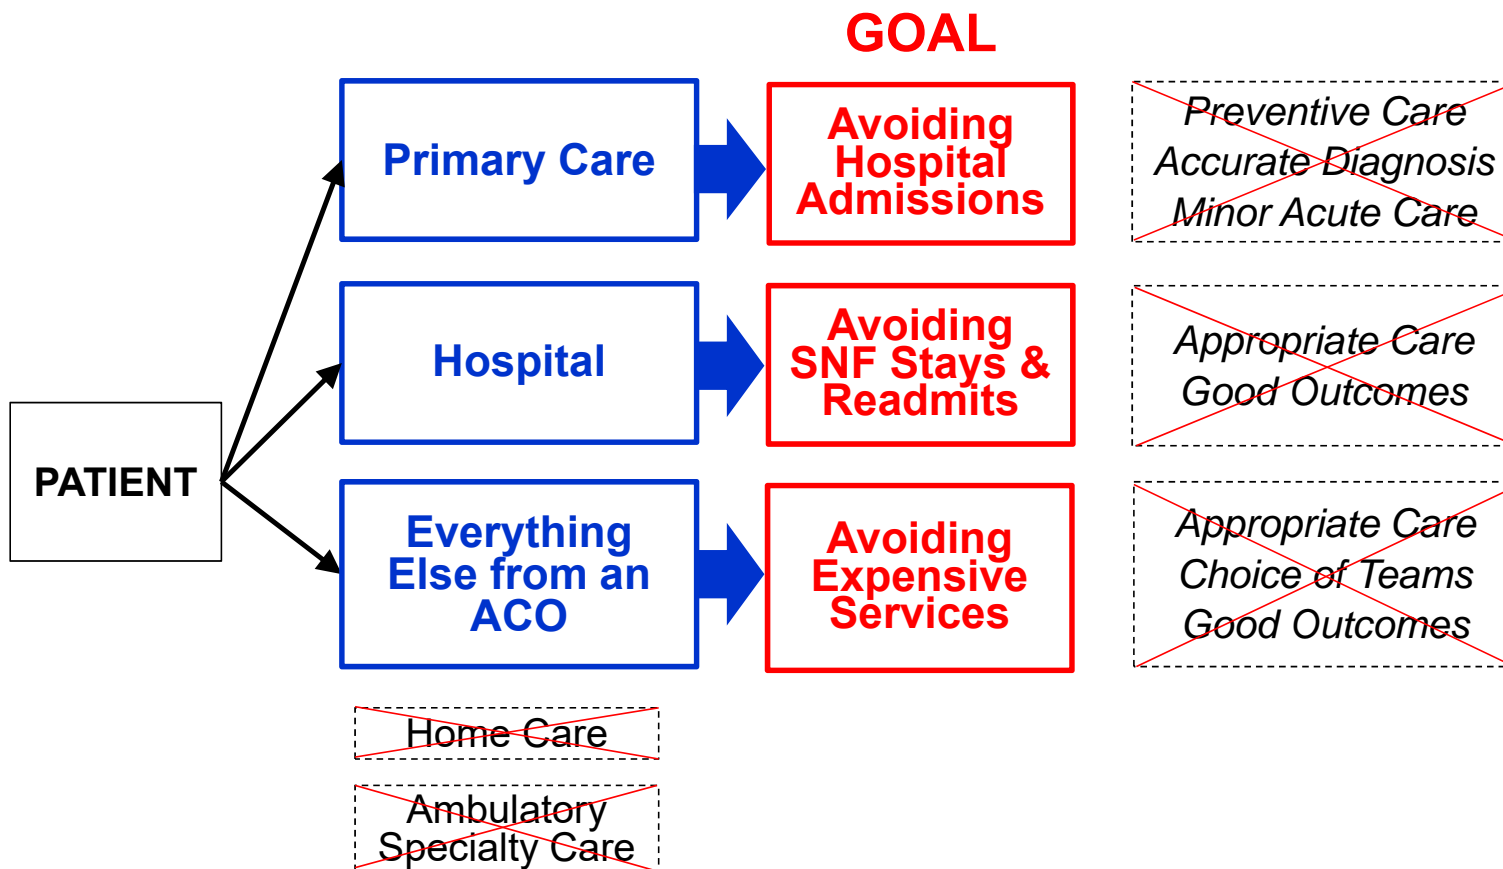 GOAL
PATIENT
Primary Care
Avoiding
Hospital
Admissions
Preventive Care
Accurate Diagnosis
Minor Acute Care
Hospital
Avoiding
SNF Stays &
Readmits
Appropriate Care
Good Outcomes
Everything
Else from an
ACO
Avoiding
Expensive
Services
Appropriate Care
Choice of Teams
Good Outcomes
Home Care
Ambulatory
Specialty Care